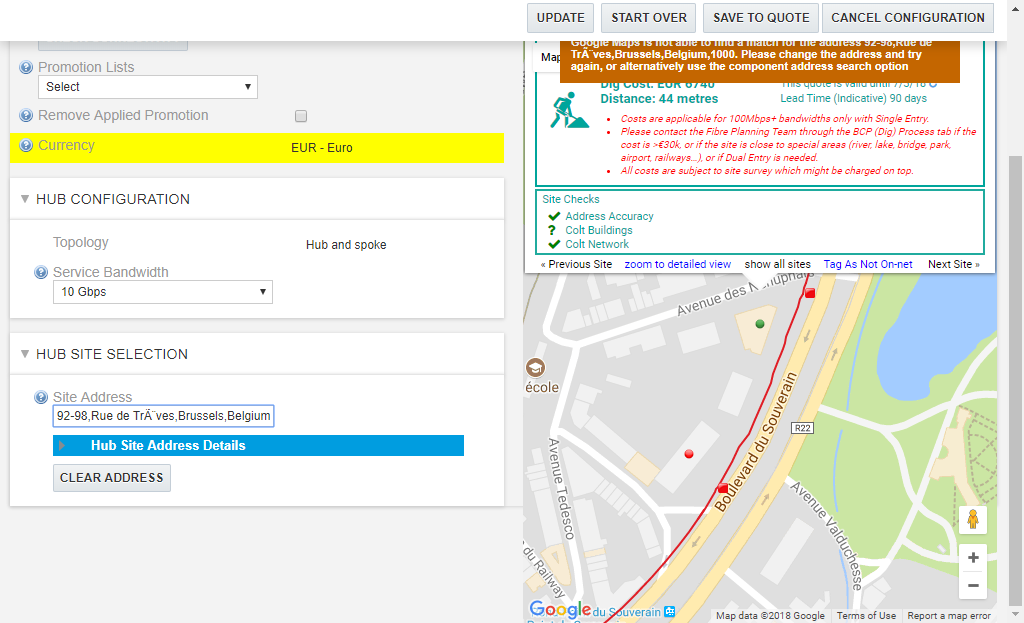 UPDATE
START OVER
SAVE TO QUOTE
CANCEL CONFIGURATION
Promotion Lists
Select
Remove Applied Promotion
Currency
EUR - Euro
HUB CONFIGURATION
Topology
Hub and spoke
Service Bandwidth
10 Gbps
HUB SITE SELECTION
Site Address
92-98,Rue de TrÃ¨ves,Brussels,Belgium
Hub Site Address Details
CLEAR ADDRESS
Map
Google Maps is not able to find a match for the address 92-98,Rue de
TrÃ¨ves,Brussels,Belgium,1000. Please change the address and try
again, or alternatively use the component address search option
Dig Cost: EUR 6740
Distance: 44 metres
This quote is valid until 7/5/18
Lead Time (Indicative) 90 days
Costs are applicable for 100Mbps+ bandwidths only with Single Entry.
Please contact the Fibre Planning Team through the BCP (Dig) Process tab if the
cost is >€30k, or if the site is close to special areas (river, lake, bridge, park,
airport, railways...), or if Dual Entry is needed.
All costs are subject to site survey which might be charged on top.
Site Checks
Address Accuracy
? Colt Buildings
Colt Network
« Previous Site
zoom to detailed view
show all sites
Tag As Not On-net
Next Site »
Avenue des Nénuphars
école
Boulevard du Souverain
R22
Avenue Tedesco
Avenue Valduchesse
du Railway
Google
du Souverain
Map data ©2018 Google
Terms of Use
Report a map error